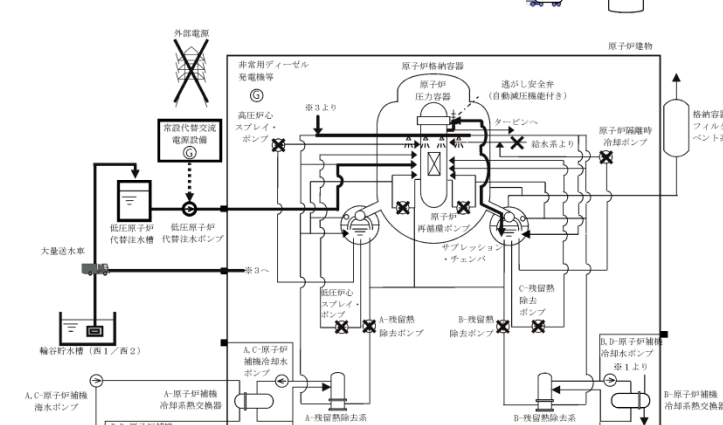 外部電源
原子炉建物
非常用ディーゼル
発電機等
G
原子炉格納容器
原子炉
圧力容器
逃がし安全弁
(自動減圧機能付き)
※3より
高圧炉心
スプレイ・
ポンプ
タービンへ
給水系より
原子炉隔離時
冷却ポンプ
格納容器
フィルタ
ベント系
常設代替交流
電源設備
G
低圧原子炉
代替注水槽
低圧原子炉
代替注水ポンプ
原子炉
再循環ポンプ
サプレッション
・チェンバ
大量送水車
※3へ
低圧炉心
スプレイ・
ポンプ
A-残留熱
除去ポンプ
B-残留熱
除去ポンプ
C-残留熱
除去
ポンプ
輪谷貯水槽(西1/西2)
A,C-原子炉補機
海水ポンプ
A-原子炉補機
冷却系熱交換器
A,C-原子炉
補機冷却水
ポンプ
A-残留熱除去系
B-残留熱除去系
B,D-原子炉補機
冷却水ポンプ
※1より
B-原子炉補機
冷却系熱交換器